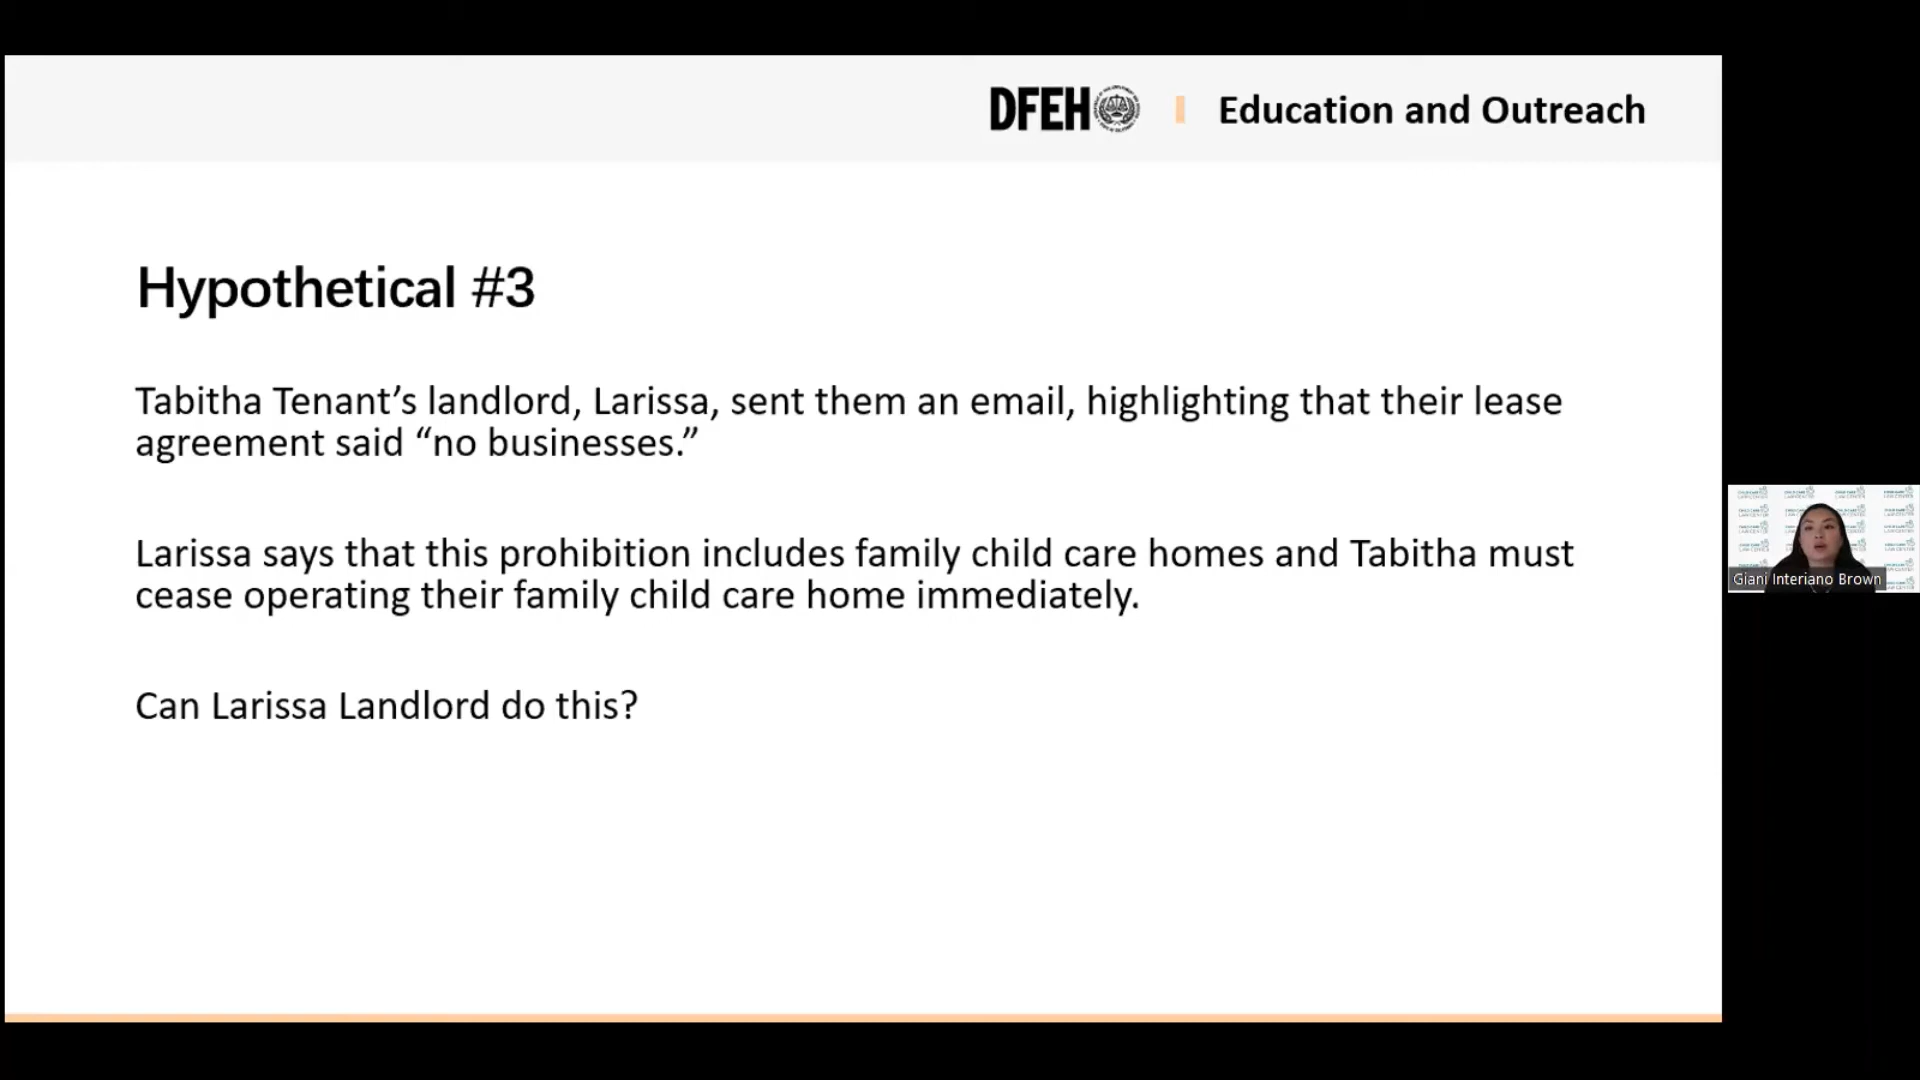 DFEH
Education and Outreach
Hypothetical #3
Tabitha Tenant’s landlord, Larissa, sent them an email, highlighting that their lease
agreement said “no businesses.”
Larissa says that this prohibition includes family child care homes and Tabitha must
cease operating their family child care home immediately.
Can Larissa Landlord do this?
Giani Interiano Brown